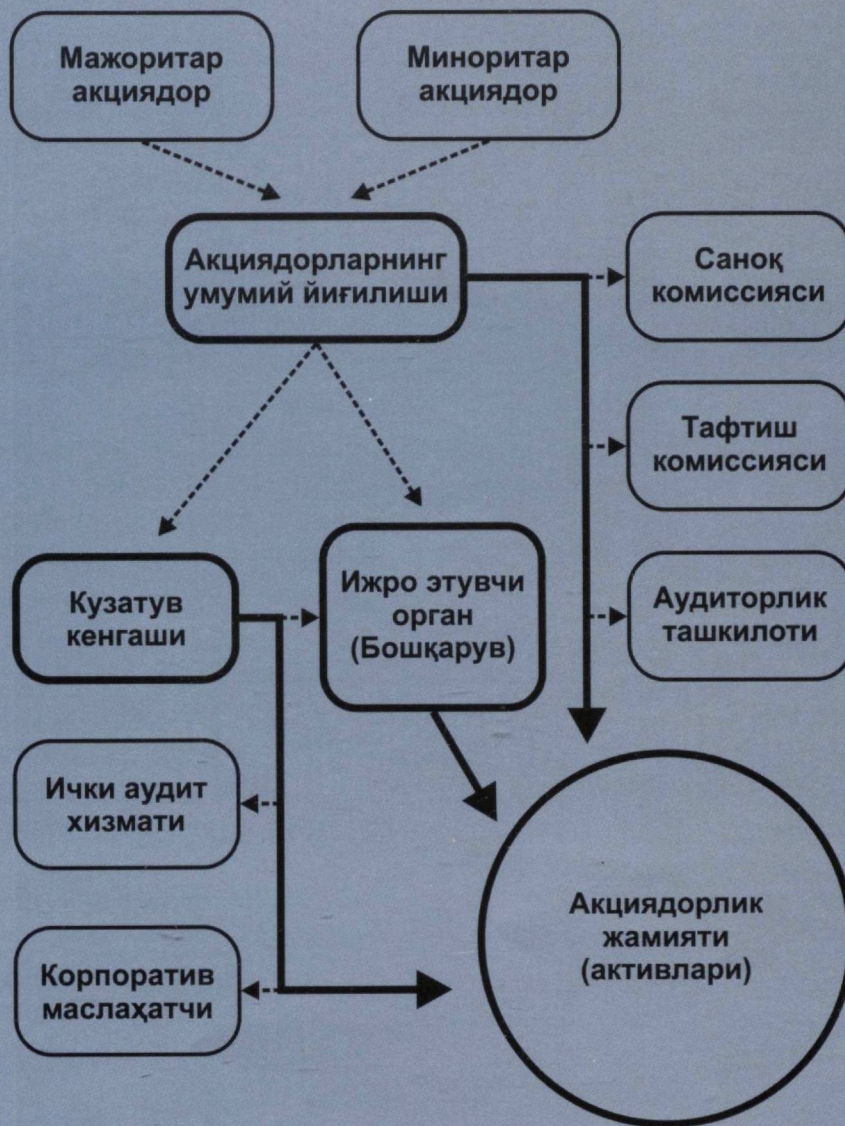 Мажоритар
акциядор
Миноритар
акциядор
Акциядорларнинг
умумий йиғилиши
Саноқ
комиссияси
Тафтиш
комиссияси
Аудиторлик
ташкилоти
Кузатув
кенгаши
Ижро этувчи
орган
(Бошқарув)
Ички аудит
хизмати
Корпоратив
маслаҳатчи
Акциядорлик
жамияти
(активлари)